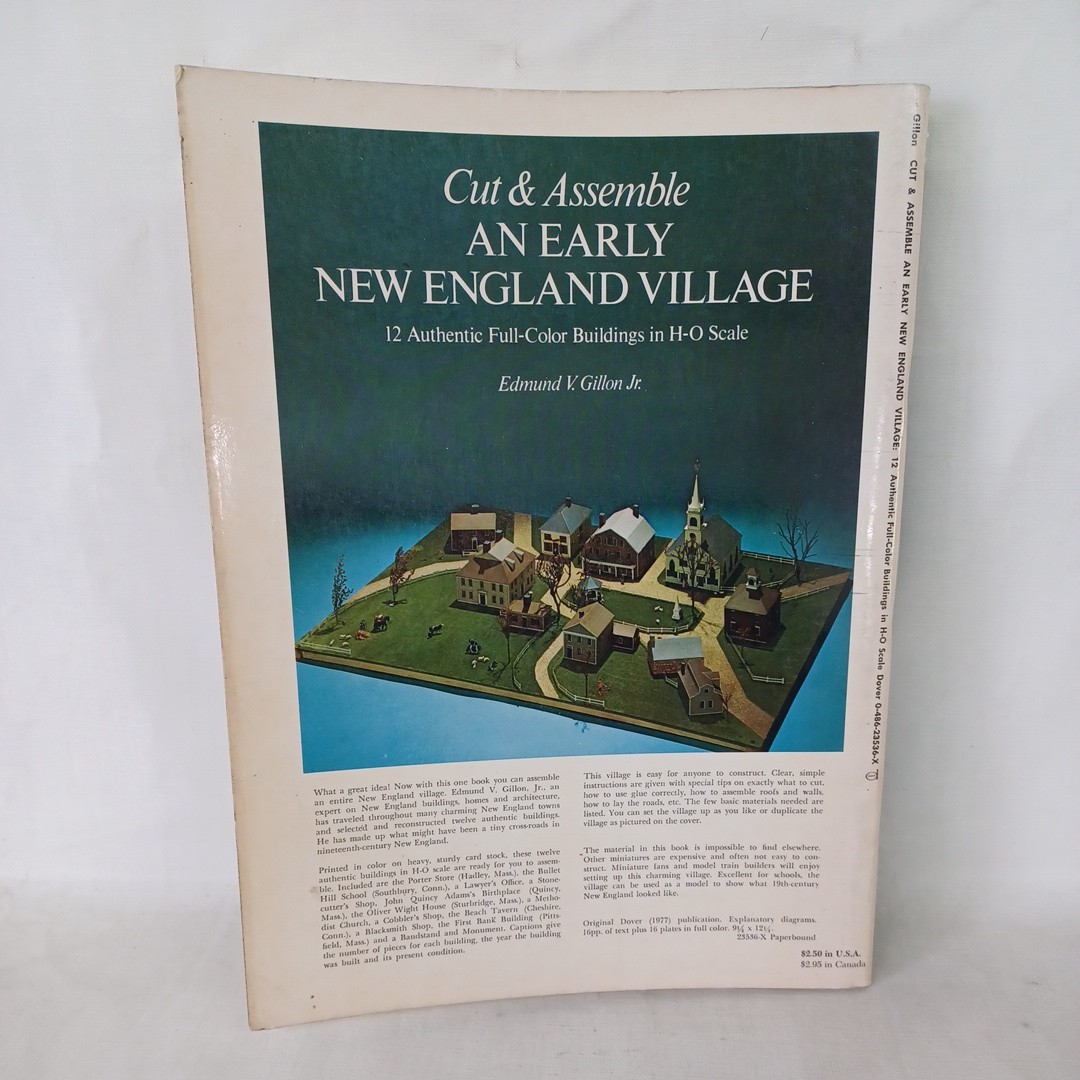 Cut & Assemble
AN EARLY
NEW ENGLAND VILLAGE
12 Authentic Full-Color Buildings in H-O Scale
Edmund V. Gillon Jr.
What a great idea! Now with this one book you can assemble
an entire New England village. Edmund V. Gillon, Jr., an
expert on New England buildings, homes and architecture,
has traveled throughout many charming New England towns
and selected and reconstructed twelve authentic buildings.
He has made up what might have been a tiny cross-roads in
nineteenth-century New England.
Printed in color on heavy, sturdy card stock, these twelve
authentic buildings in H-O scale are ready for you to assem-
ble. Included are the Porter Store (Hadley, Mass.), the Bullet
Hill School (Southbury, Conn.), a Lawyer's Office, a Stone-
cutter's Shop, John Quincy Adams's Birthplace (Quincy,
Mass.), the Oliver Wight House (Sturbridge, Mass.), a Metho-
dist Church, a Cobbler's Shop, the Beach Tavern (Cheshire,
Conn.), a Blacksmith Shop, the First Bank Building (Pitts-
field, Mass.) and a Bandstand and Monument. Captions give
the number of pieces for each building, the year the building
was built and its present condition.
This village is easy for anyone to construct. Clear, simple
instructions are given with special tips on exactly what to cut,
how to use glue correctly, how to assemble roofs and walls,
how to lay the roads, etc. The few basic materials needed are
listed. You can set the village up as you like or duplicate the
village as pictured on the cover.
The material in this book is impossible to find elsewhere.
Other miniatures are expensive and often not easy to con-
struct. Miniature fans and model train builders will enjoy
setting up this charming village. Excellent for schools, the
village can be used as a model to show what 19th-century
New England looked like.
Original Dover (1977) publication. Explanatory diagrams.
16pp. of text plus 16 plates in full color. 9¼ x 12¼.
23536-X Paperbound
$2.50 in U.S.A.
$2.95 in Canada
Gillon CUT & ASSEMBLE AN EARLY NEW ENGLAND VILLAGE: 12 Authentic Full-Color Buildings in H-O Scale Dover 0-486-23536-X